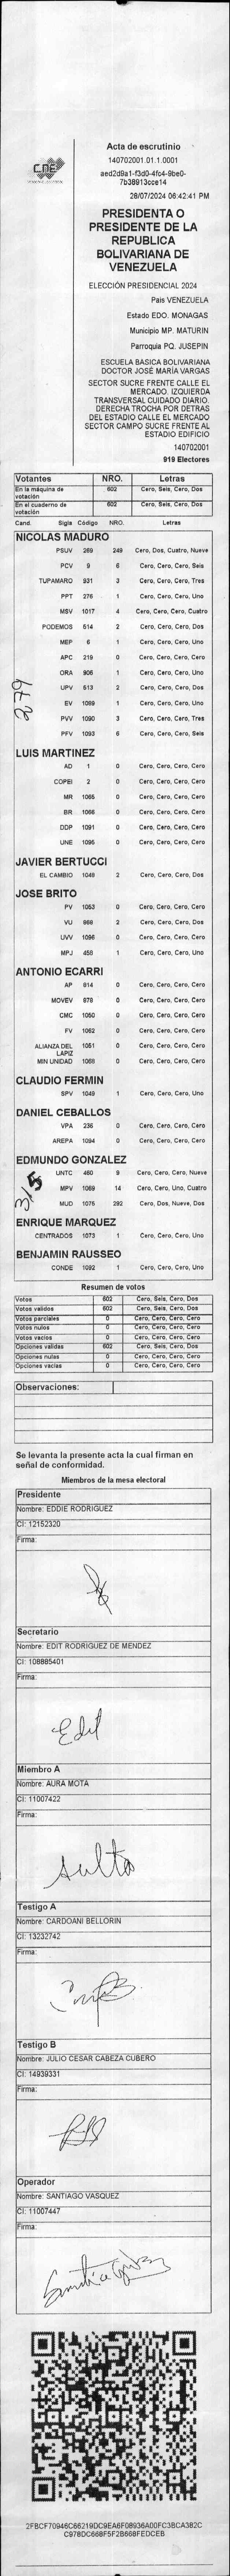 CNE
Acta de escrutinio
140702001.01.1.0001
aed2d9a1-f3d0-4fc4-9be0-
7b38913cce14
28/07/2024 06:42:41 PM
PRESIDENTA O
PRESIDENTE DE LA
REPUBLICA
BOLIVARIANA DE
VENEZUELA
ELECCIÓN PRESIDENCIAL 2024
Pais VENEZUELA
Estado EDO. MONAGAS
Municipio MP. MATURIN
Parroquia PQ. JUSEPIN
ESCUELA BASICA BOLIVARIANA
DOCTOR JOSÉ MARÍA VARGAS
SECTOR SUCRE FRENTE CALLE EL
MERCADO. IZQUIERDA
TRANSVERSAL CUIDADO DIARIO.
DERECHA TROCHA POR DETRAS
DEL ESTADIO CALLE EL MERCADO
SECTOR CAMPO SUCRE FRENTE AL
ESTADIO EDIFICIO
140702001
919 Electores
Votantes NRO. Letras
En la máquina de votación 602 Cero, Seis, Cero, Dos
En el cuaderno de votación 602 Cero, Seis, Cero, Dos
Cand. Sigla Código NRO. Letras
NICOLAS MADURO
PSUV 269 249 Cero, Dos, Cuatro, Nueve
PCV 9 6 Cero, Cero, Cero, Seis
TUPAMARO 931 3 Cero, Cero, Cero, Tres
PPT 276 1 Cero, Cero, Cero, Uno
MSV 1017 4 Cero, Cero, Cero, Cuatro
PODEMOS 514 2 Cero, Cero, Cero, Dos
MEP 6 1 Cero, Cero, Cero, Uno
APC 219 0 Cero, Cero, Cero, Cero
ORA 906 1 Cero, Cero, Cero, Uno
UPV 513 2 Cero, Cero, Cero, Dos
EV 1099 1 Cero, Cero, Cero, Uno
PVV 1090 3 Cero, Cero, Cero, Tres
PFV 1093 6 Cero, Cero, Cero, Seis
279
LUIS MARTINEZ
AD 1 0 Cero, Cero, Cero, Cero
COPEI 2 0 Cero, Cero, Cero, Cero
MR 1065 0 Cero, Cero, Cero, Cero
BR 1066 0 Cero, Cero, Cero, Cero
DDP 1091 0 Cero, Cero, Cero, Cero
UNE 1095 0 Cero, Cero, Cero, Cero
JAVIER BERTUCCI
EL CAMBIO 1048 2 Cero, Cero, Cero, Dos
JOSE BRITO
PV 1053 0 Cero, Cero, Cero, Cero
VU 868 2 Cero, Cero, Cero, Dos
UVV 1096 0 Cero, Cero, Cero, Cero
MPJ 458 1 Cero, Cero, Cero, Uno
ANTONIO ECARRI
AP 814 0 Cero, Cero, Cero, Cero
MOVEV 978 0 Cero, Cero, Cero, Cero
CMC 1050 0 Cero, Cero, Cero, Cero
FV 1052 0 Cero, Cero, Cero, Cero
ALIANZA DEL LAPIZ 1051 0 Cero, Cero, Cero, Cero
MIN UNIDAD 1068 0 Cero, Cero, Cero, Cero
CLAUDIO FERMIN
SPV 1049 1 Cero, Cero, Cero, Uno
DANIEL CEBALLOS
VPA 236 0 Cero, Cero, Cero, Cero
AREPA 1094 0 Cero, Cero, Cero, Cero
EDMUNDO GONZALEZ
UNTC 460 9 Cero, Cero, Cero, Nueve
MPV 1069 14 Cero, Cero, Uno, Cuatro
MUD 1075 292 Cero, Dos, Nueve, Dos
315
ENRIQUE MARQUEZ
CENTRADOS 1073 1 Cero, Cero, Cero, Uno
BENJAMIN RAUSSEO
CONDE 1092 1 Cero, Cero, Cero, Uno
Resumen de votos
Votos 602 Cero, Seis, Cero, Dos
Votos validos 602 Cero, Seis, Cero, Dos
Votos parciales 0 Cero, Cero, Cero, Cero
Votos nulos 0 Cero, Cero, Cero, Cero
Votos vacios 0 Cero, Cero, Cero, Cero
Opciones validas 602 Cero, Seis, Cero, Dos
Opciones nulas 0 Cero, Cero, Cero, Cero
Opciones vacias 0 Cero, Cero, Cero, Cero
Observaciones:
Se levanta la presente acta la cual firman en
señal de conformidad.
Miembros de la mesa electoral
Presidente
Nombre: EDDIE RODRIGUEZ
CI: 12152320
Firma:
Secretario
Nombre: EDIT RODRIGUEZ DE MENDEZ
CI: 108885401
Firma:
Edit
Miembro A
Nombre: AURA MOTA
CI: 11007422
Firma:
Testigo A
Nombre: CARDOANI BELLORIN
CI: 13232742
Firma:
Testigo B
Nombre: JULIO CESAR CABEZA CUBERO
CI: 14939331
Firma:
Operador
Nombre: SANTIAGO VASQUEZ
CI: 11007447
Firma:
2FBCF70946C66219DC9EA6F08936A00FC3BCA382C
C978DC668F5F2B668FEDCEB